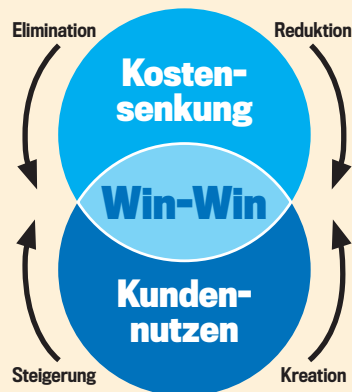 Elimination
Reduktion
Kosten-
senkung
Win-Win
Kunden-
nutzen
Steigerung
Kreation